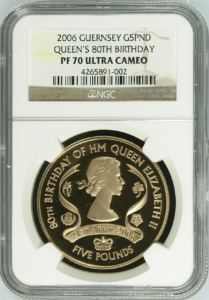 2006 GUERNSEY G5PND
QUEEN'S 80TH BIRTHDAY
PF 70 ULTRA CAMEO
4265891-002
NGC
80TH BIRTHDAY OF HM QUEEN ELIZABETH II
FIVE POUNDS